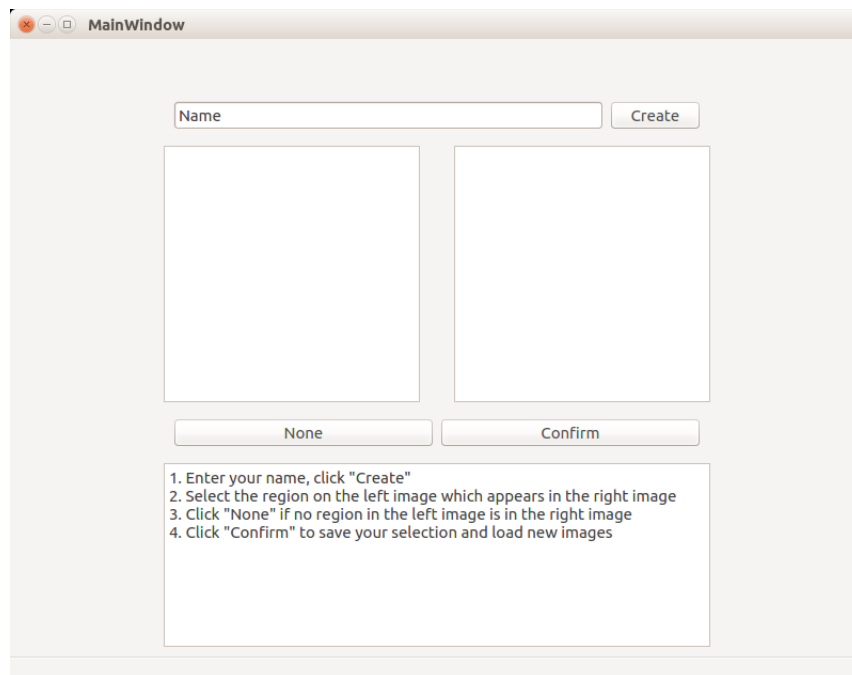 MainWindow
Name
Create
None
Confirm
1. Enter your name, click "Create"
2. Select the region on the left image which appears in the right image
3. Click "None" if no region in the left image is in the right image
4. Click "Confirm" to save your selection and load new images